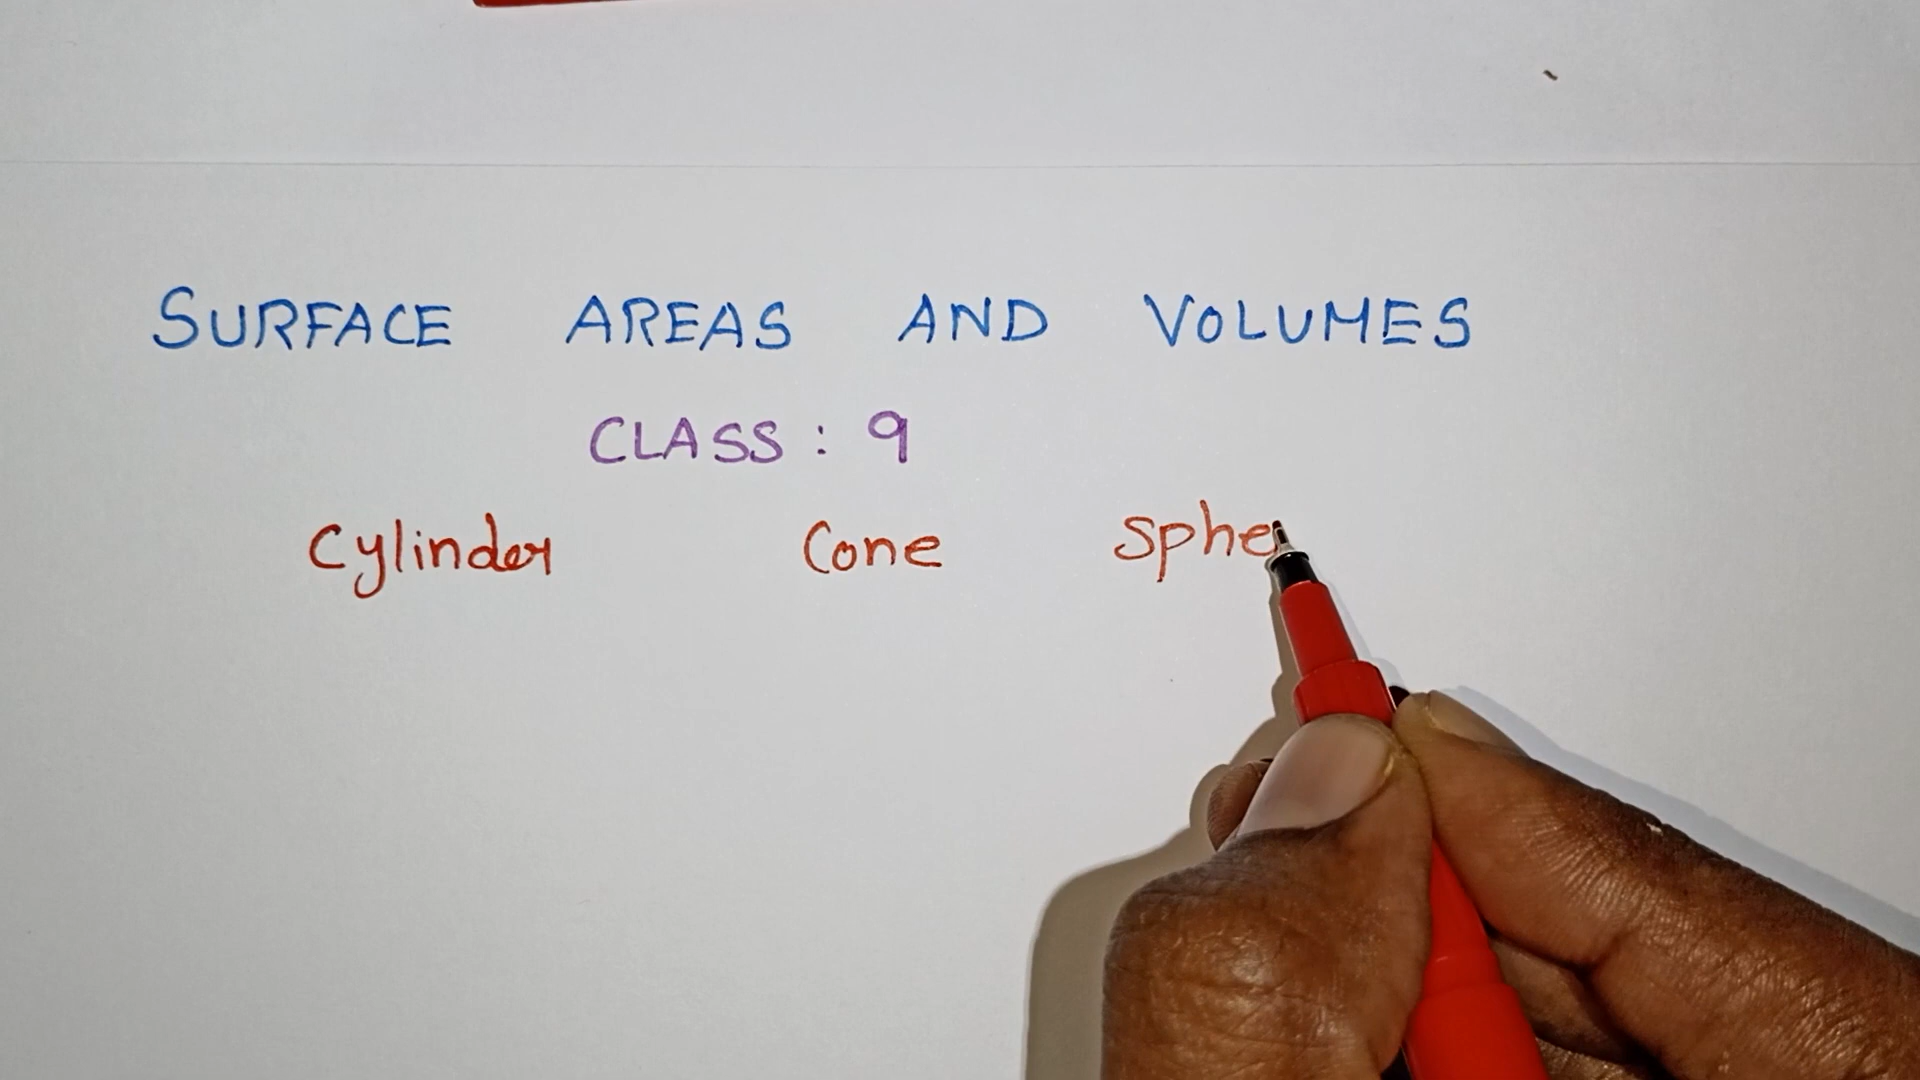 SURFACE AREAS AND VOLUMES
CLASS : 9
Cylinder Cone Sphe